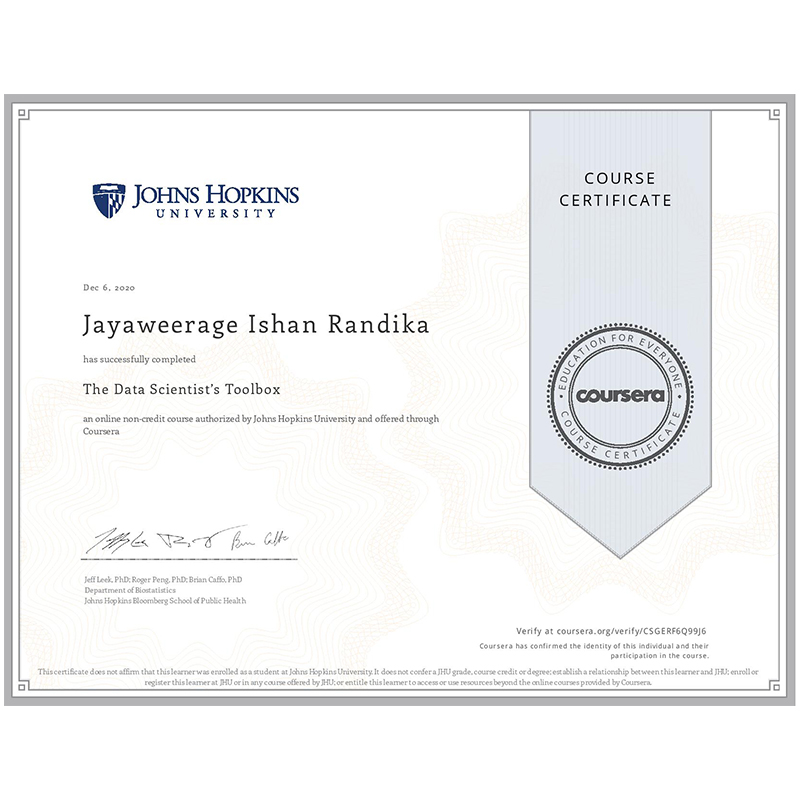 JOHNS HOPKINS
UNIVERSITY
COURSE
CERTIFICATE
Dec 6, 2020
Jayaweerage Ishan Randika
has successfully completed
The Data Scientist's Toolbox
an online non-credit course authorized by Johns Hopkins University and offered through
Coursera
EDUCATION FOR EVERYONE
coursera
COURSE CERTIFICATE
Jeff Leek, PhD; Roger Peng, PhD; Brian Caffo, PhD
Department of Biostatistics
Johns Hopkins Bloomberg School of Public Health
Verify at coursera.org/verify/CSGERF6Q99J6
Coursera has confirmed the identity of this individual and their
participation in the course.
This certificate does not affirm that this learner was enrolled as a student at Johns Hopkins University. It does not confer a JHU grade, course credit or degree; establish a relationship between this learner and JHU; enroll or
register this learner at JHU or in any course offered by JHU; or entitle this learner to access or use resources beyond the online courses provided by Coursera.